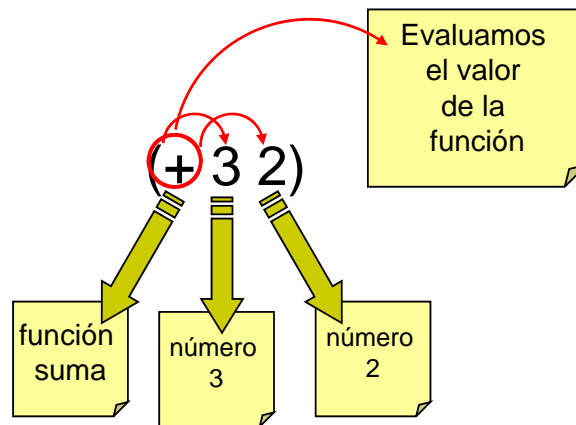 Evaluamos
el valor
de la
función
(+ 3 2)
función
suma
número
3
número
2